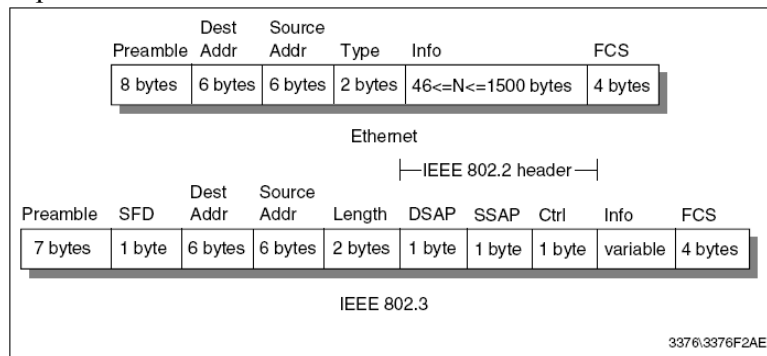 Dest Source
Preamble Addr Addr Type Info FCS
8 bytes 6 bytes 6 bytes 2 bytes 46<=N<=1500 bytes 4 bytes
Ethernet
IEEE 802.2 header
Dest Source
Preamble SFD Addr Addr Length DSAP SSAP Ctrl Info FCS
7 bytes 1 byte 6 bytes 6 bytes 2 bytes 1 byte 1 byte 1 byte variable 4 bytes
IEEE 802.3
3376\3376F2AE